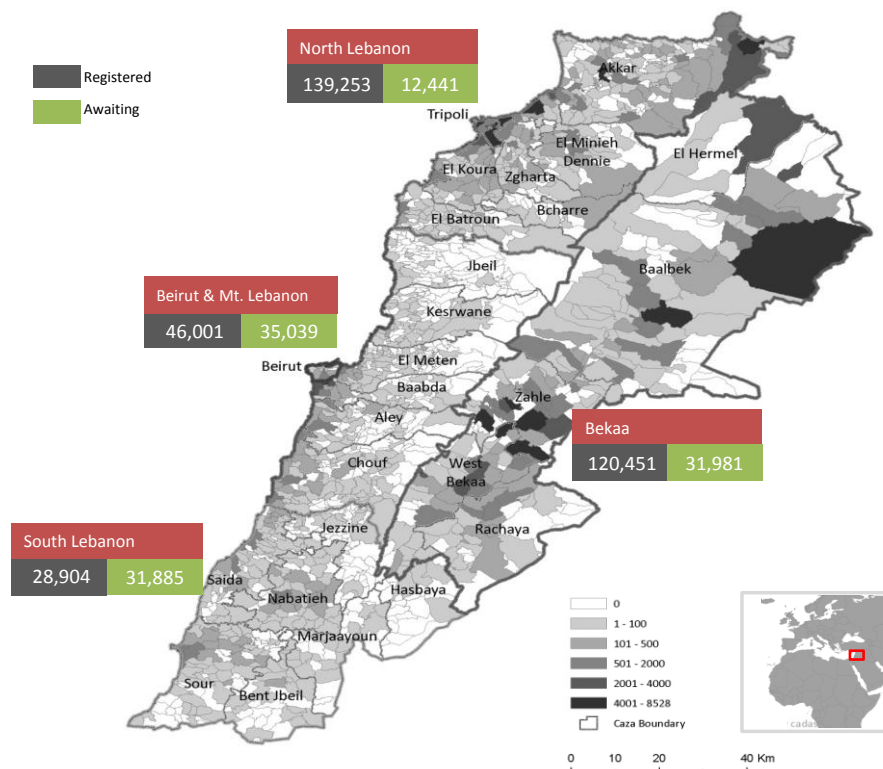 North Lebanon
139,253 12,441
Registered
Awaiting
Akkar
Tripoli
El Minieh
Dennie
El Hermel
El Koura
Zgharta
El Batroun
Bcharre
Jbeil
Baalbek
Beirut & Mt. Lebanon
46,001 35,039
Kesrwane
El Meten
Beirut
Baabda
Zahle
Aley
Bekaa
120,451 31,981
Chouf
West
Bekaa
Jezzine
Rachaya
South Lebanon
28,904 31,885
Saida
Hasbaya
Nabatieh
Marjaayoun
Sour
Bent Jbeil
0
1 - 100
101 - 500
501 - 2000
2001 - 4000
4001 - 8528
Caza Boundary
cadas
0 10 20 40 Km